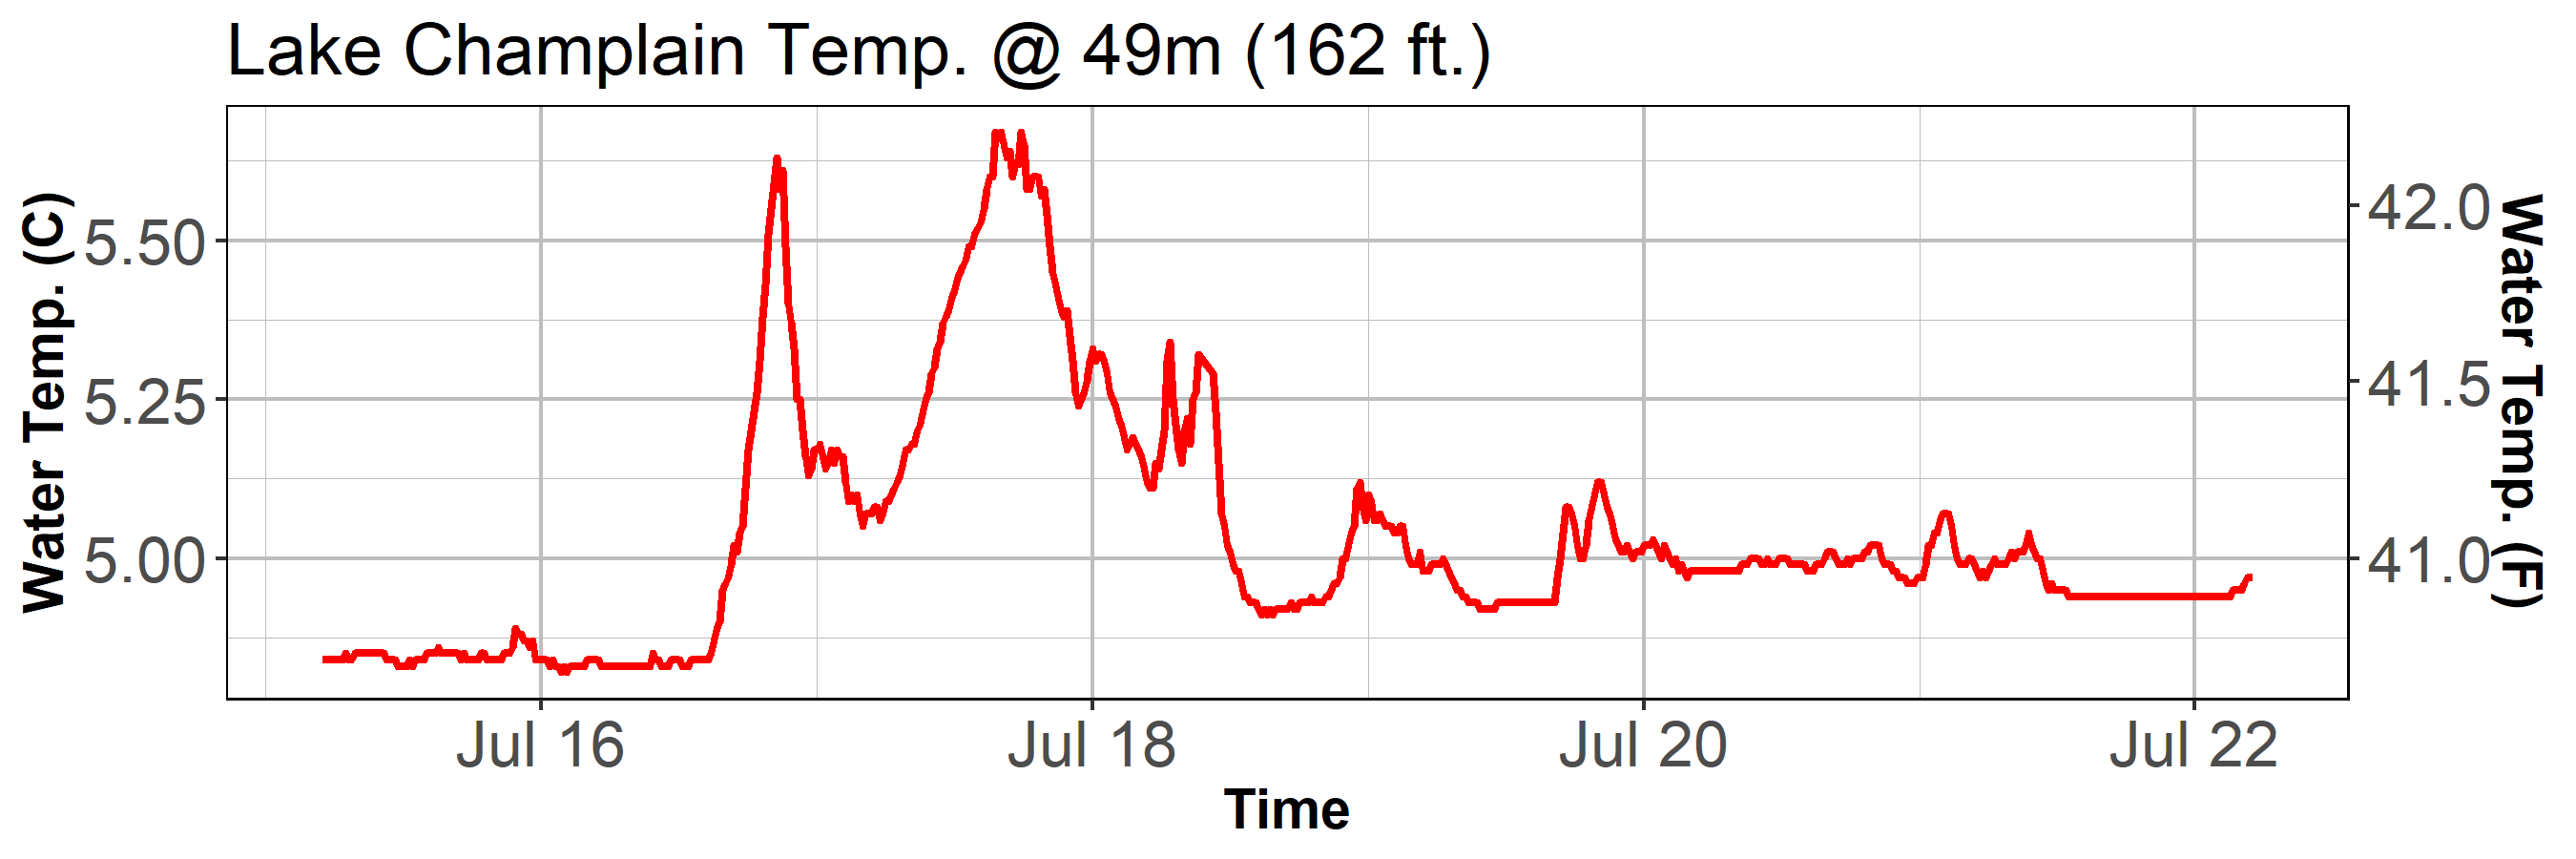 Lake Champlain Temp. @ 49m (162 ft.)
Water Temp. (C)
5.50
5.25
5.00
42.0
41.5
41.0
Water Temp. (F)
Jul 16
Jul 18
Jul 20
Jul 22
Time